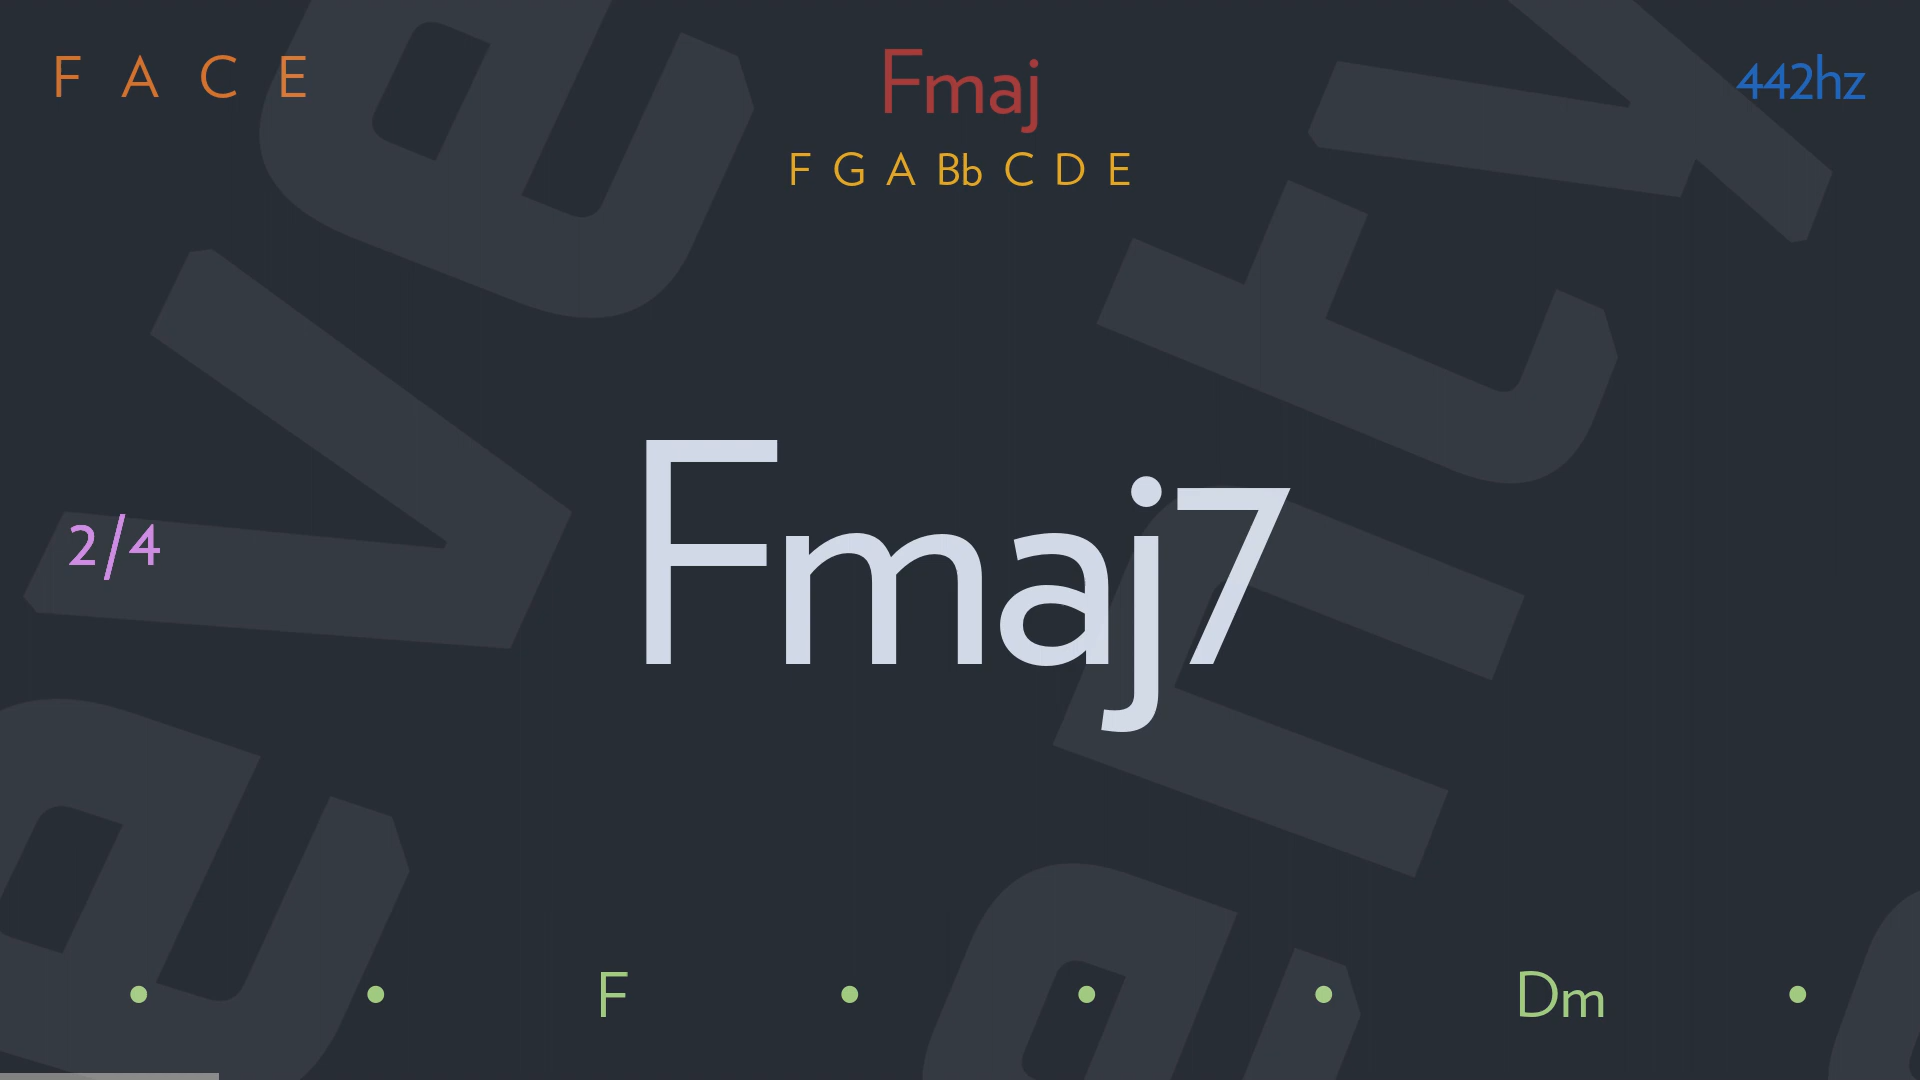 F A C E
Fmaj
442hz
F G A Bb C D E
2/4
Fmaj7
• • F • • • Dm •